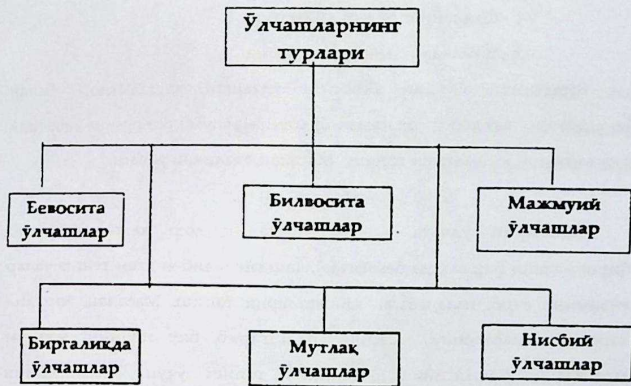 Ўлчашларнинг
турлари
Бевосита
ўлчашлар
Билвосита
ўлчашлар
Мажмуий
ўлчашлар
Биргаликда
ўлчашлар
Мутлақ
ўлчашлар
Нисбий
ўлчашлар